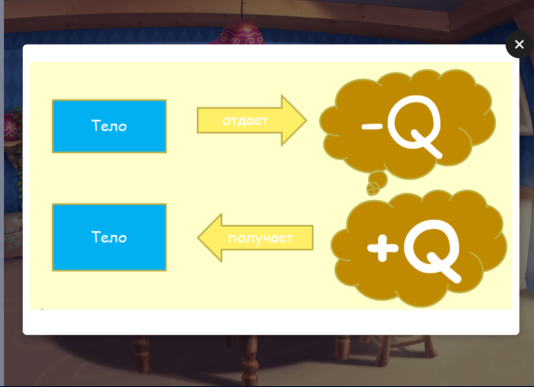 Тело
отдает
-Q
Тело
получает
+Q